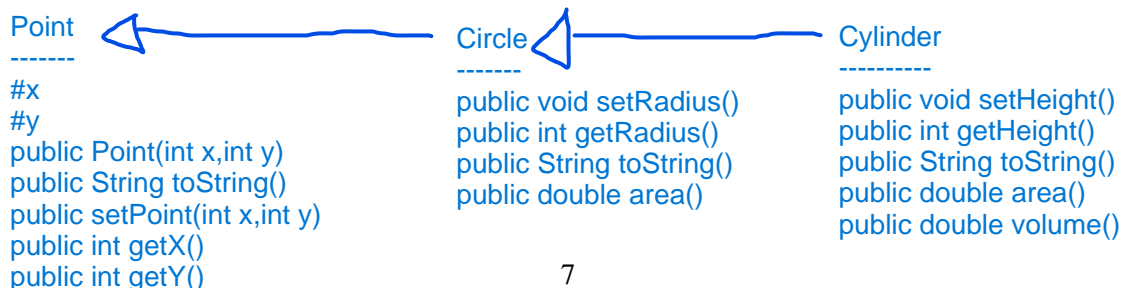 Point
-------
#x
#y
public Point(int x,int y)
public String toString()
public setPoint(int x,int y)
public int getX()
public int getY()
Circle
-------
public void setRadius()
public int getRadius()
public String toString()
public double area()
Cylinder
----------
public void setHeight()
public int getHeight()
public String toString()
public double area()
public double volume()
7